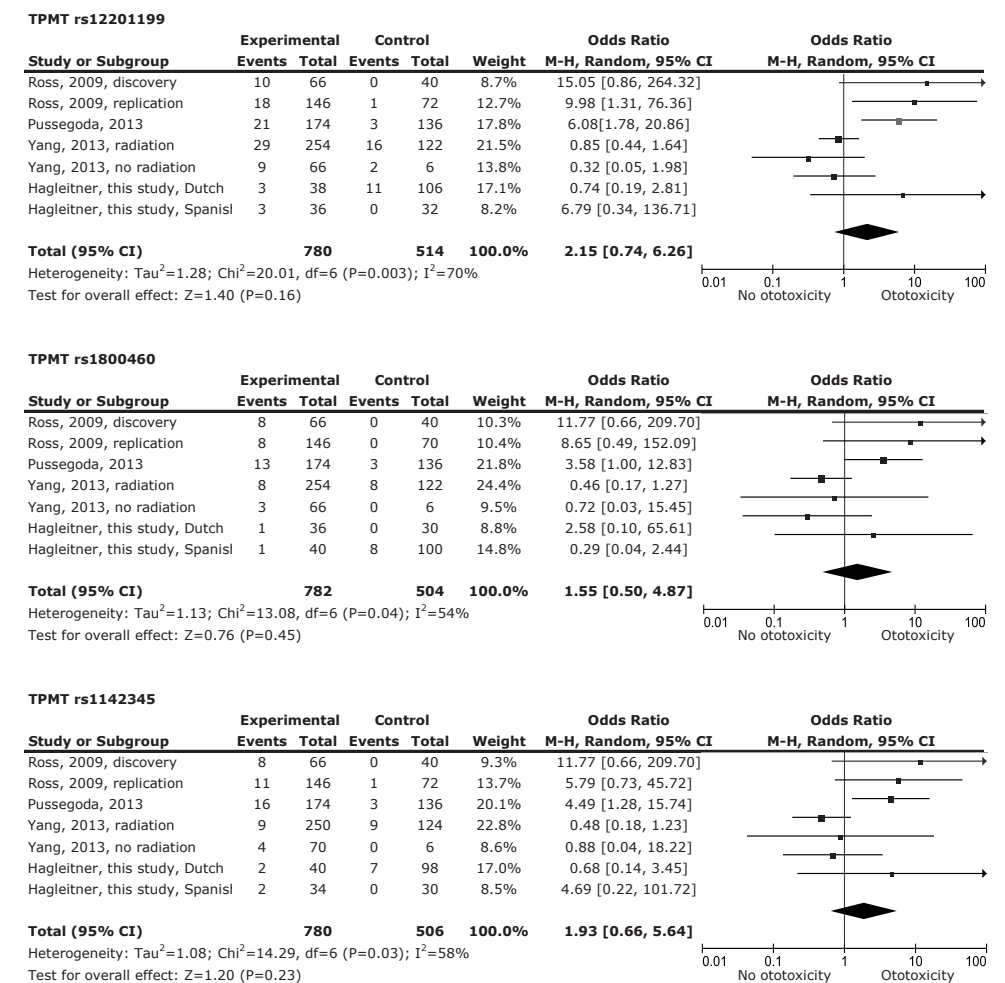 TPMT rs12201199
Experimental Control Odds Ratio Odds Ratio
Study or Subgroup Events Total Events Total Weight M-H, Random, 95% CI M-H, Random, 95% CI
Ross, 2009, discovery 10 66 0 40 8.7% 15.05 [0.86, 264.32]
Ross, 2009, replication 18 146 1 72 12.7% 9.98 [1.31, 76.36]
Pussegoda, 2013 21 174 3 136 17.8% 6.08[1.78, 20.86]
Yang, 2013, radiation 29 254 16 122 21.5% 0.85 [0.44, 1.64]
Yang, 2013, no radiation 9 66 2 6 13.8% 0.32 [0.05, 1.98]
Hagleitner, this study, Dutch 3 38 11 106 17.1% 0.74 [0.19, 2.81]
Hagleitner, this study, Spanisl 3 36 0 32 8.2% 6.79 [0.34, 136.71]
Total (95% CI) 780 514 100.0% 2.15 [0.74, 6.26]
Heterogeneity: Tau²=1.28; Chi²=20.01, df=6 (P=0.003); I²=70%
Test for overall effect: Z=1.40 (P=0.16)
0.01 0.1 1 10 100
No ototoxicity Ototoxicity
TPMT rs1800460
Experimental Control Odds Ratio Odds Ratio
Study or Subgroup Events Total Events Total Weight M-H, Random, 95% CI M-H, Random, 95% CI
Ross, 2009, discovery 8 66 0 40 10.3% 11.77 [0.66, 209.70]
Ross, 2009, replication 8 146 0 70 10.4% 8.65 [0.49, 152.09]
Pussegoda, 2013 13 174 3 136 21.8% 3.58 [1.00, 12.83]
Yang, 2013, radiation 8 254 8 122 24.4% 0.46 [0.17, 1.27]
Yang, 2013, no radiation 3 66 0 6 9.5% 0.72 [0.03, 15.45]
Hagleitner, this study, Dutch 1 36 0 30 8.8% 2.58 [0.10, 65.61]
Hagleitner, this study, Spanisl 1 40 8 100 14.8% 0.29 [0.04, 2.44]
Total (95% CI) 782 504 100.0% 1.55 [0.50, 4.87]
Heterogeneity: Tau²=1.13; Chi²=13.08, df=6 (P=0.04); I²=54%
Test for overall effect: Z=0.76 (P=0.45)
0.01 0.1 1 10 100
No ototoxicity Ototoxicity
TPMT rs1142345
Experimental Control Odds Ratio Odds Ratio
Study or Subgroup Events Total Events Total Weight M-H, Random, 95% CI M-H, Random, 95% CI
Ross, 2009, discovery 8 66 0 40 9.3% 11.77 [0.66, 209.70]
Ross, 2009, replication 11 146 1 72 13.7% 5.79 [0.73, 45.72]
Pussegoda, 2013 16 174 3 136 20.1% 4.49 [1.28, 15.74]
Yang, 2013, radiation 9 250 9 124 22.8% 0.48 [0.18, 1.23]
Yang, 2013, no radiation 4 70 0 6 8.6% 0.88 [0.04, 18.22]
Hagleitner, this study, Dutch 2 40 7 98 17.0% 0.68 [0.14, 3.45]
Hagleitner, this study, Spanisl 2 34 0 30 8.5% 4.69 [0.22, 101.72]
Total (95% CI) 780 506 100.0% 1.93 [0.66, 5.64]
Heterogeneity: Tau²=1.08; Chi²=14.29, df=6 (P=0.03); I²=58%
Test for overall effect: Z=1.20 (P=0.23)
0.01 0.1 1 10 100
No ototoxicity Ototoxicity